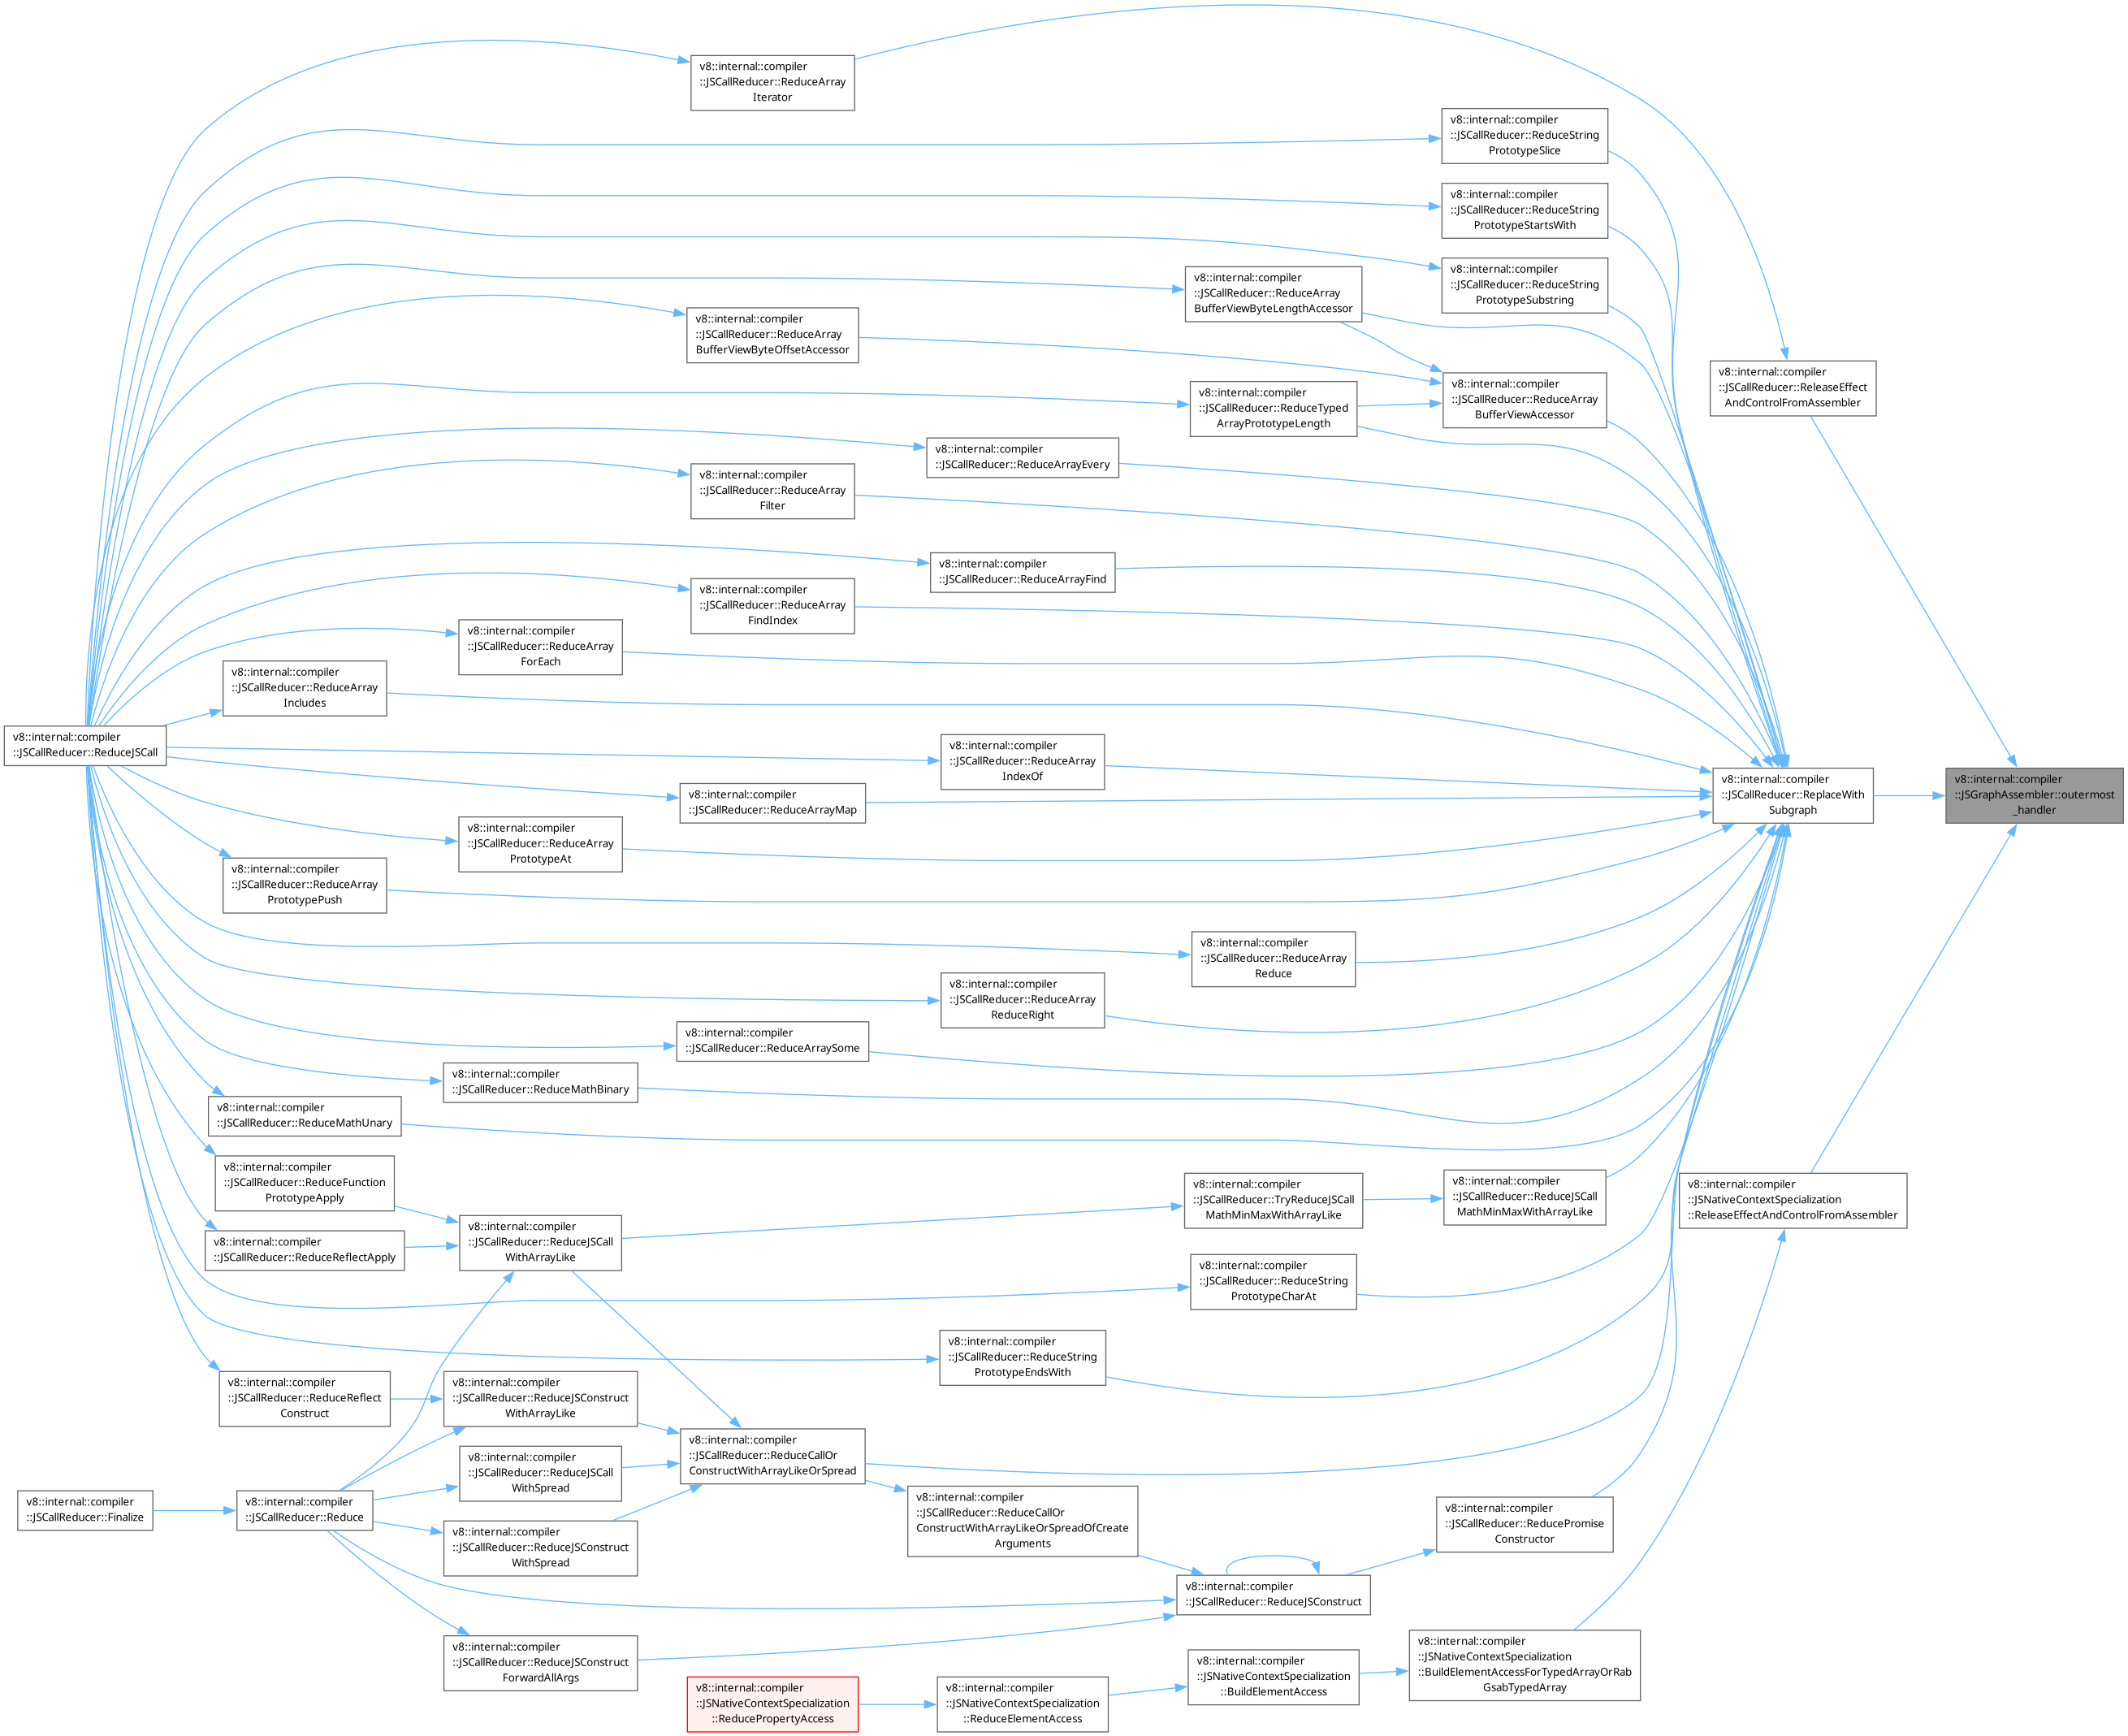 v8::internal::compiler
::JSCallReducer::ReduceArray
Iterator
v8::internal::compiler
::JSCallReducer::ReduceString
PrototypeSlice
v8::internal::compiler
::JSCallReducer::ReduceString
PrototypeStartsWith
v8::internal::compiler
::JSCallReducer::ReduceString
PrototypeSubstring
v8::internal::compiler
::JSCallReducer::ReduceArray
BufferViewByteLengthAccessor
v8::internal::compiler
::JSCallReducer::ReduceArray
BufferViewByteOffsetAccessor
v8::internal::compiler
::JSCallReducer::ReleaseEffect
AndControlFromAssembler
v8::internal::compiler
::JSCallReducer::ReduceArray
BufferViewAccessor
v8::internal::compiler
::JSCallReducer::ReduceTyped
ArrayPrototypeLength
v8::internal::compiler
::JSCallReducer::ReduceArrayEvery
v8::internal::compiler
::JSCallReducer::ReduceArray
Filter
v8::internal::compiler
::JSCallReducer::ReduceArrayFind
v8::internal::compiler
::JSCallReducer::ReduceArray
FindIndex
v8::internal::compiler
::JSCallReducer::ReduceArray
ForEach
v8::internal::compiler
::JSCallReducer::ReduceArray
Includes
v8::internal::compiler
::JSCallReducer::ReduceJSCall
v8::internal::compiler
::JSCallReducer::ReduceArray
IndexOf
v8::internal::compiler
::JSCallReducer::ReplaceWith
Subgraph
v8::internal::compiler
::JSGraphAssembler::outermost
_handler
v8::internal::compiler
::JSCallReducer::ReduceArrayMap
v8::internal::compiler
::JSCallReducer::ReduceArray
PrototypeAt
v8::internal::compiler
::JSCallReducer::ReduceArray
PrototypePush
v8::internal::compiler
::JSCallReducer::ReduceArray
Reduce
v8::internal::compiler
::JSCallReducer::ReduceArray
ReduceRight
v8::internal::compiler
::JSCallReducer::ReduceArraySome
v8::internal::compiler
::JSCallReducer::ReduceMathBinary
v8::internal::compiler
::JSCallReducer::ReduceMathUnary
v8::internal::compiler
::JSCallReducer::ReduceFunction
PrototypeApply
v8::internal::compiler
::JSCallReducer::TryReduceJSCall
MathMinMaxWithArrayLike
v8::internal::compiler
::JSCallReducer::ReduceJSCall
MathMinMaxWithArrayLike
v8::internal::compiler
::JSNativeContextSpecialization
::ReleaseEffectAndControlFromAssembler
v8::internal::compiler
::JSCallReducer::ReduceJSCall
WithArrayLike
v8::internal::compiler
::JSCallReducer::ReduceReflectApply
v8::internal::compiler
::JSCallReducer::ReduceString
PrototypeCharAt
v8::internal::compiler
::JSCallReducer::ReduceString
PrototypeEndsWith
v8::internal::compiler
::JSCallReducer::ReduceReflect
Construct
v8::internal::compiler
::JSCallReducer::ReduceJSConstruct
WithArrayLike
v8::internal::compiler
::JSCallReducer::ReduceCallOr
ConstructWithArrayLikeOrSpread
v8::internal::compiler
::JSCallReducer::ReduceJSCall
WithSpread
v8::internal::compiler
::JSCallReducer::Finalize
v8::internal::compiler
::JSCallReducer::Reduce
v8::internal::compiler
::JSCallReducer::ReduceJSConstruct
WithSpread
v8::internal::compiler
::JSCallReducer::ReduceCallOr
ConstructWithArrayLikeOrSpreadOfCreate
Arguments
v8::internal::compiler
::JSCallReducer::ReducePromise
Constructor
v8::internal::compiler
::JSCallReducer::ReduceJSConstruct
v8::internal::compiler
::JSCallReducer::ReduceJSConstruct
ForwardAllArgs
v8::internal::compiler
::JSNativeContextSpecialization
::BuildElementAccessForTypedArrayOrRab
GsabTypedArray
v8::internal::compiler
::JSNativeContextSpecialization
::BuildElementAccess
v8::internal::compiler
::JSNativeContextSpecialization
::ReduceElementAccess
v8::internal::compiler
::JSNativeContextSpecialization
::ReducePropertyAccess